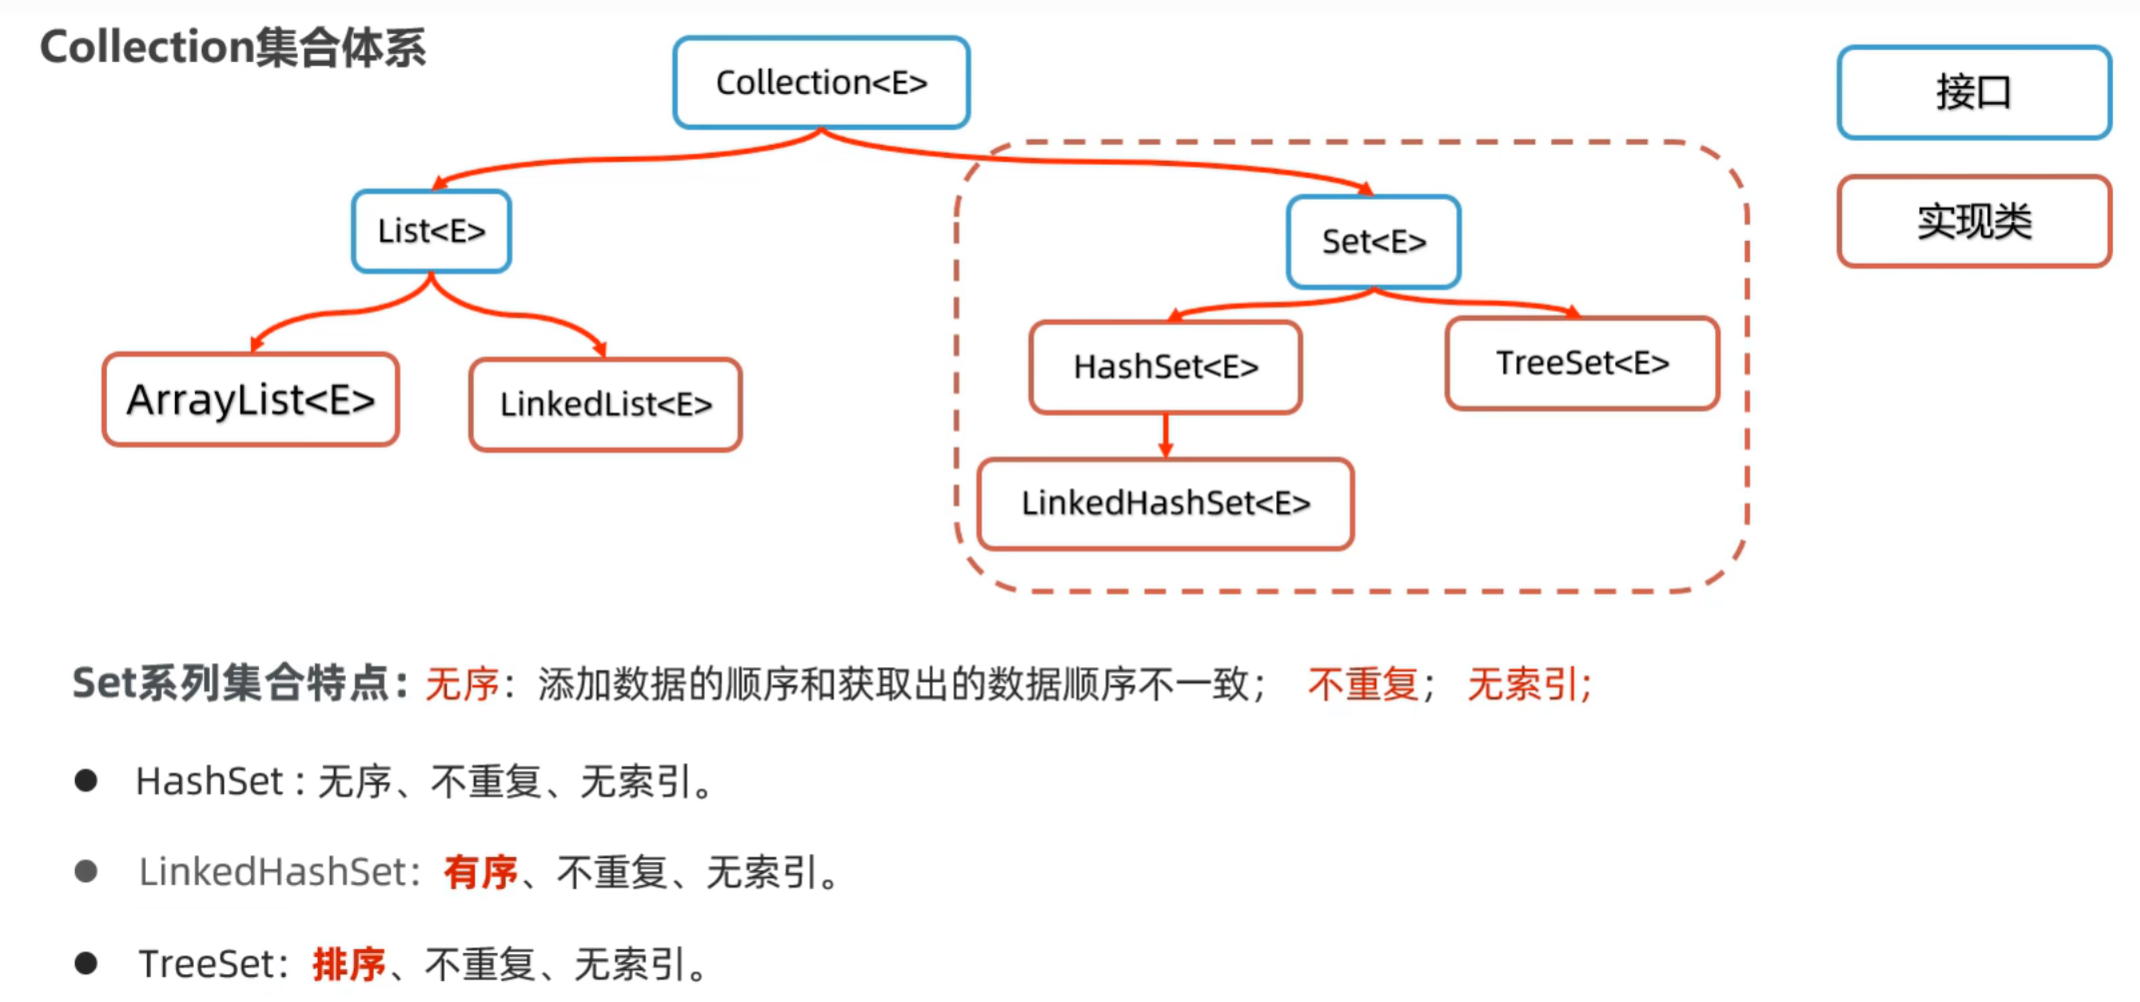 Collection集合体系
Collection<E>
接口
实现类
List<E>
Set<E>
ArrayList<E>
LinkedList<E>
HashSet<E>
TreeSet<E>
LinkedHashSet<E>
Set系列集合特点：无序：添加数据的顺序和获取出的数据顺序不一致； 不重复； 无索引;
● HashSet : 无序、不重复、无索引。
● LinkedHashSet：有序、不重复、无索引。
● TreeSet：排序、不重复、无索引。